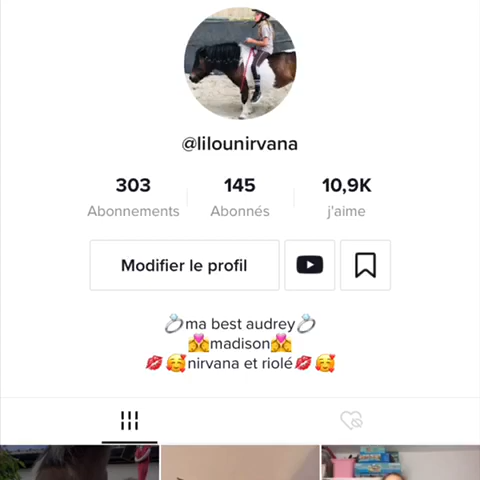 @lilounirvana
303 145 10,9K
Abonnements Abonnés j'aime
Modifier le profil
💍ma best audrey💍
👩‍❤️‍💋‍👩madison👩‍❤️‍💋‍👩
💋🥰nirvana et riolé💋🥰